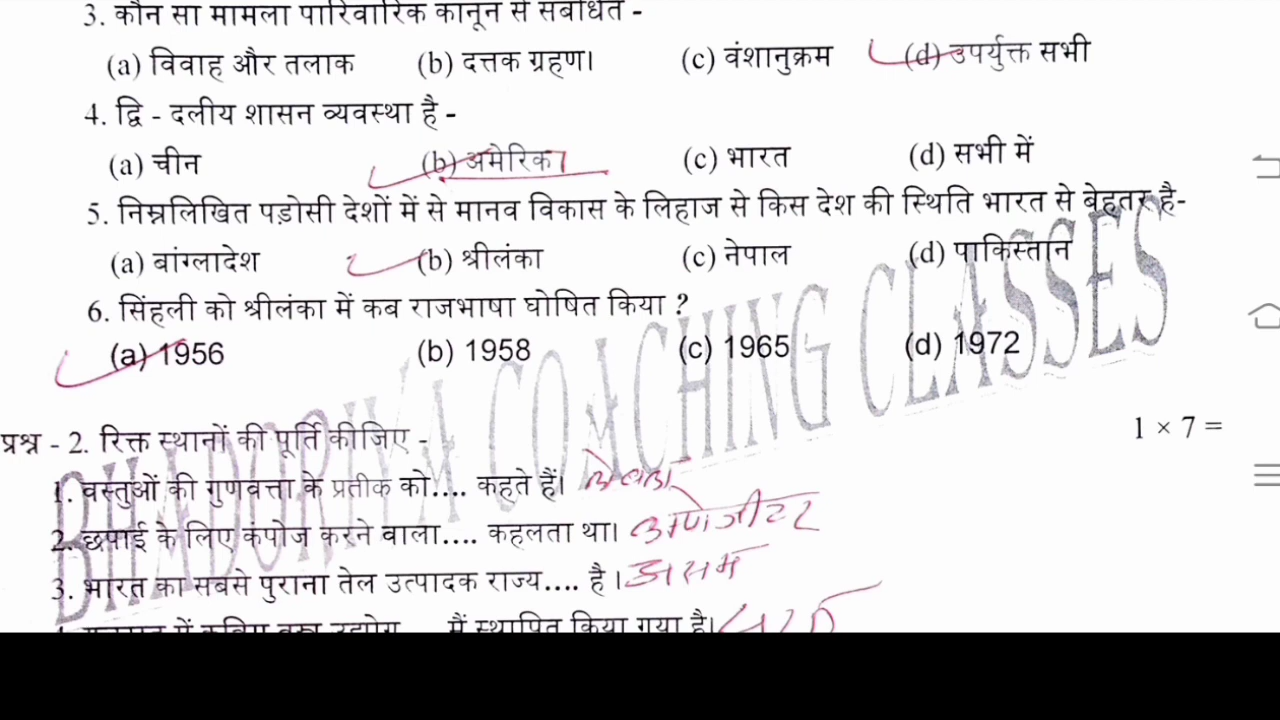 3. कौन सा मामला पारिवारिक कानून से संबंधित -
(a) विवाह और तलाक (b) दत्तक ग्रहण। (c) वंशानुक्रम (d) उपर्युक्त सभी
4. द्वि - दलीय शासन व्यवस्था है -
(a) चीन (b) अमेरिका (c) भारत (d) सभी में
5. निम्नलिखित पड़ोसी देशों में से मानव विकास के लिहाज से किस देश की स्थिति भारत से बेहतर है-
(a) बांग्लादेश (b) श्रीलंका (c) नेपाल (d) पाकिस्तान
6. सिंहली को श्रीलंका में कब राजभाषा घोषित किया ?
(a) 1956 (b) 1958 (c) 1965 (d) 1972
प्रश्न - 2. रिक्त स्थानों की पूर्ति कीजिए - 1 × 7 =
1. वस्तुओं की गुणवत्ता के प्रतीक को.... कहते हैं।
2. छपाई के लिए कंपोज करने वाला.... कहलता था।
3. भारत का सबसे पुराना तेल उत्पादक राज्य.... है। असम
में स्थापित किया गया है।
BHADORIYA COACHING CLASSES